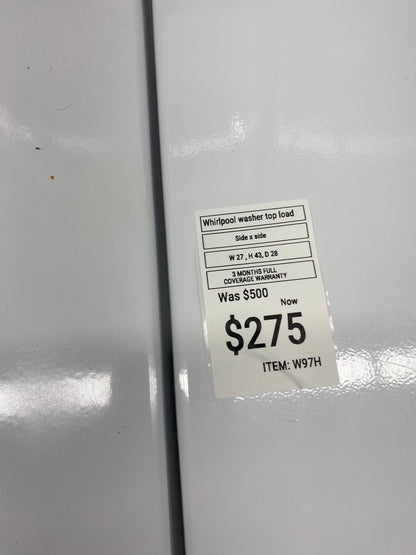 Whirlpool washer top load
Side x side
W 27 , H 43, D 28
3 MONTHS FULL
COVERAGE WARRANTY
Was $500
Now
$275
ITEM: W97H